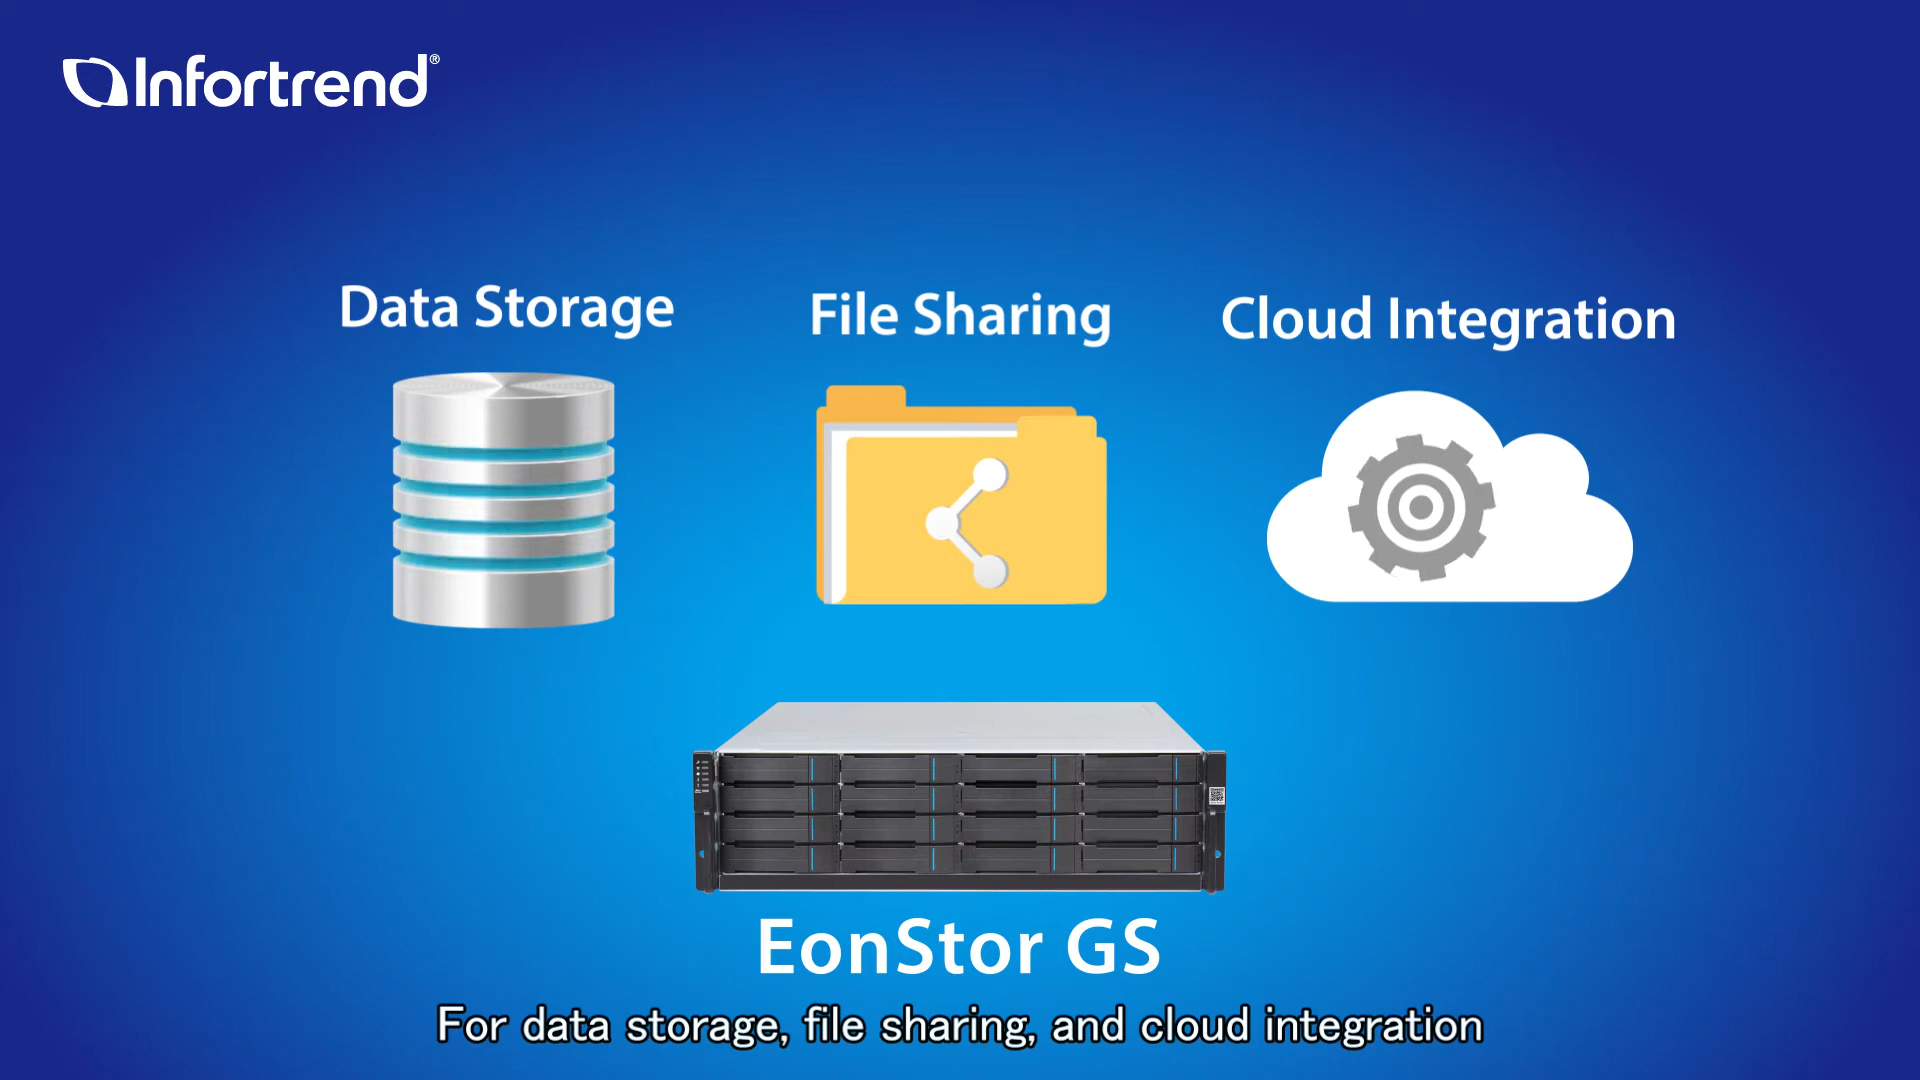 Infortrend®
Data Storage
File Sharing
Cloud Integration
EonStor GS
For data storage, file sharing, and cloud integration